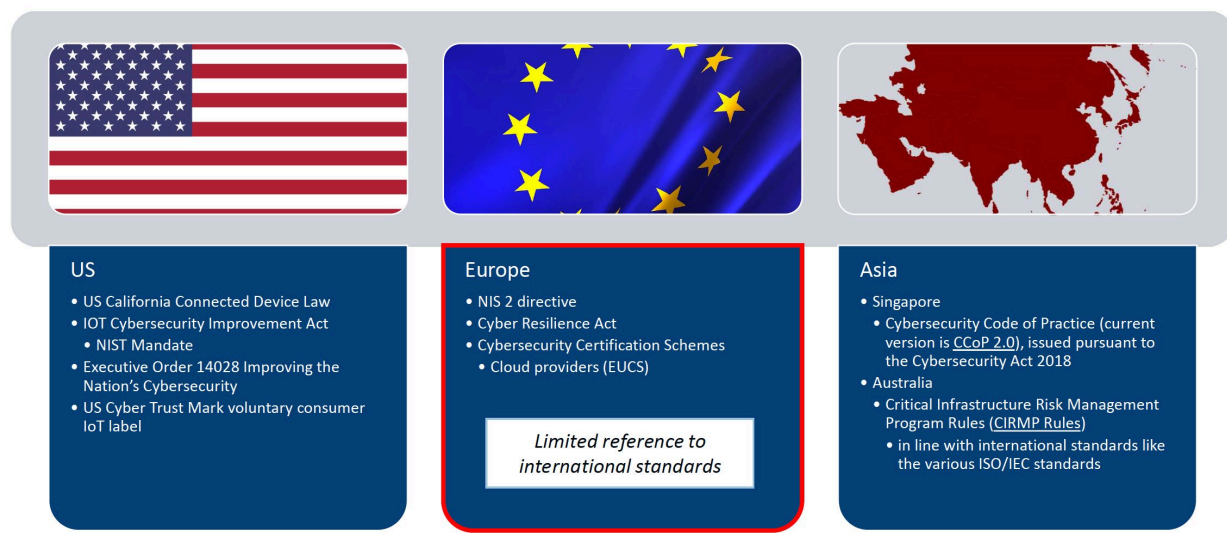 US
• US California Connected Device Law
• IOT Cybersecurity Improvement Act
• NIST Mandate
• Executive Order 14028 Improving the
Nation's Cybersecurity
• US Cyber Trust Mark voluntary consumer
IoT label
Europe
• NIS 2 directive
• Cyber Resilience Act
• Cybersecurity Certification Schemes
• Cloud providers (EUCS)
Limited reference to
international standards
Asia
• Singapore
• Cybersecurity Code of Practice (current
version is CCoP 2.0), issued pursuant to
the Cybersecurity Act 2018
• Australia
• Critical Infrastructure Risk Management
Program Rules (CIRMP Rules)
• in line with international standards like
the various ISO/IEC standards